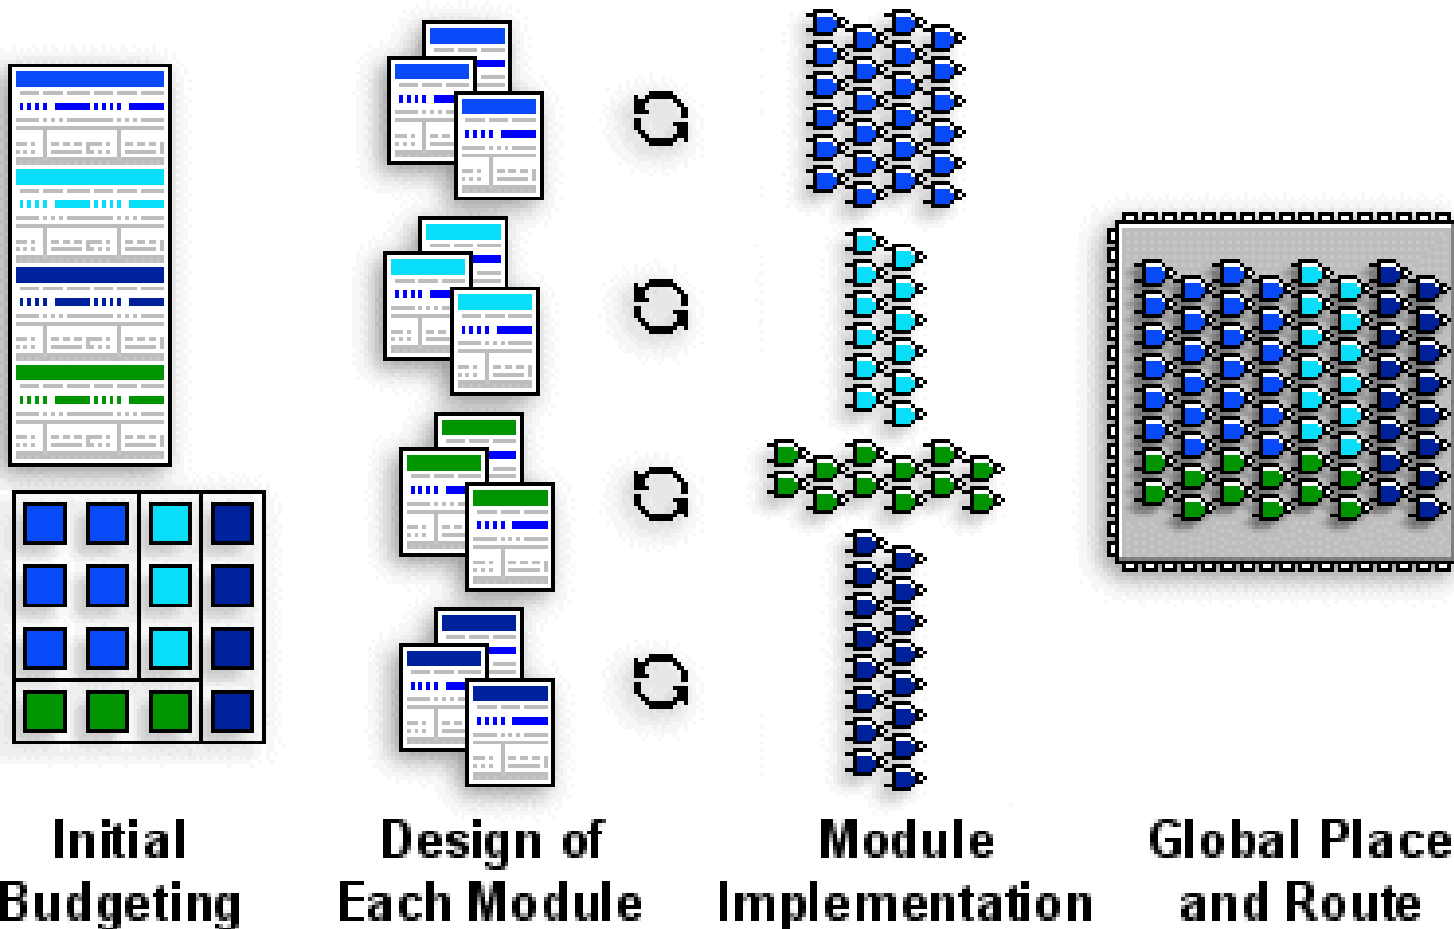 Initial
Budgeting
Design of
Each Module
Module
Implementation
Global Place
and Route